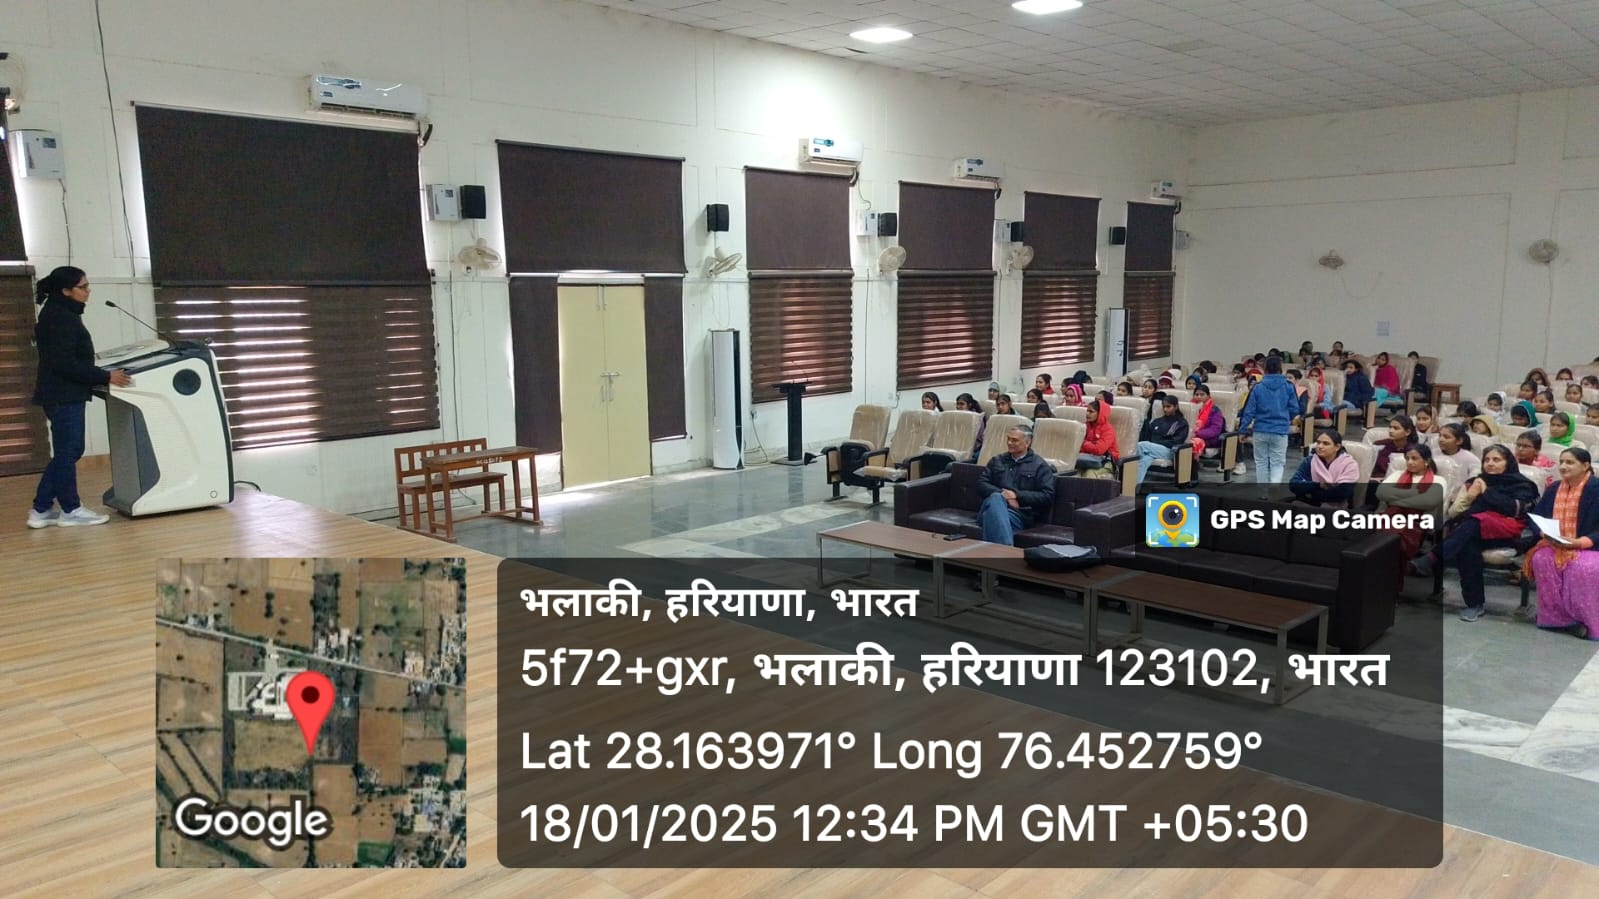 GPS Map Camera
भलाकी, हरियाणा, भारत
5f72+gxr, भलाकी, हरियाणा 123102, भारत
Lat 28.163971° Long 76.452759°
18/01/2025 12:34 PM GMT +05:30
Google